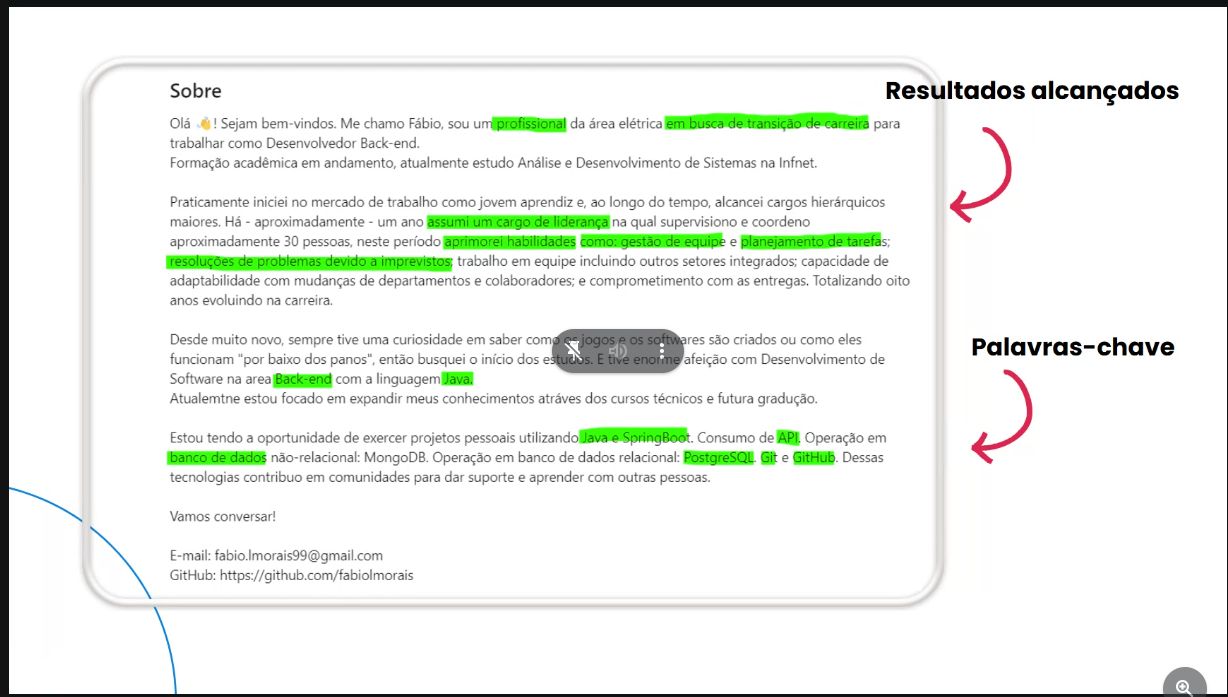 Sobre
Resultados alcançados
Olá 👋! Sejam bem-vindos. Me chamo Fábio, sou um profissional da área elétrica em busca de transição de carreira para
trabalhar como Desenvolvedor Back-end.
Formação acadêmica em andamento, atualmente estudo Análise e Desenvolvimento de Sistemas na Infnet.
Praticamente iniciei no mercado de trabalho como jovem aprendiz e, ao longo do tempo, alcancei cargos hierárquicos
maiores. Há - aproximadamente - um ano assumi um cargo de liderança na qual supervisiono e coordeno
aproximadamente 30 pessoas, neste período aprimorei habilidades como: gestão de equipe e planejamento de tarefas;
resoluções de problemas devido a imprevistos; trabalho em equipe incluindo outros setores integrados; capacidade de
adaptabilidade com mudanças de departamentos e colaboradores; e comprometimento com as entregas. Totalizando oito
anos evoluindo na carreira.
Palavras-chave
Desde muito novo, sempre tive uma curiosidade em saber como os jogos e os softwares são criados ou como eles
funcionam "por baixo dos panos", então busquei o início dos estudos. E tive enorme afeição com Desenvolvimento de
Software na area Back-end com a linguagem Java.
Atualemtne estou focado em expandir meus conhecimentos atráves dos cursos técnicos e futura gradução.
Estou tendo a oportunidade de exercer projetos pessoais utilizando Java e SpringBoot. Consumo de API. Operação em
banco de dados não-relacional: MongoDB. Operação em banco de dados relacional: PostgreSQL. Git e GitHub. Dessas
tecnologias contribuo em comunidades para dar suporte e aprender com outras pessoas.
Vamos conversar!
E-mail: fabio.lmorais99@gmail.com
GitHub: https://github.com/fabiolmorais